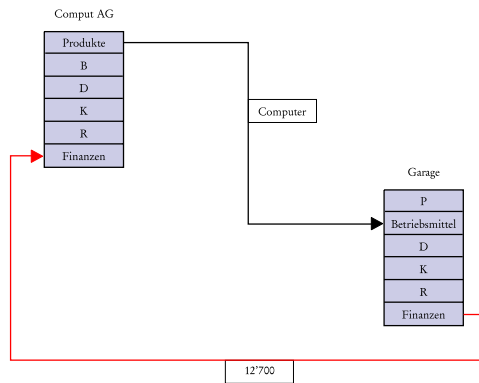 Comput AG
Produkte
B
D
K
R
Finanzen
Computer
Garage
P
Betriebsmittel
D
K
R
Finanzen
12'700